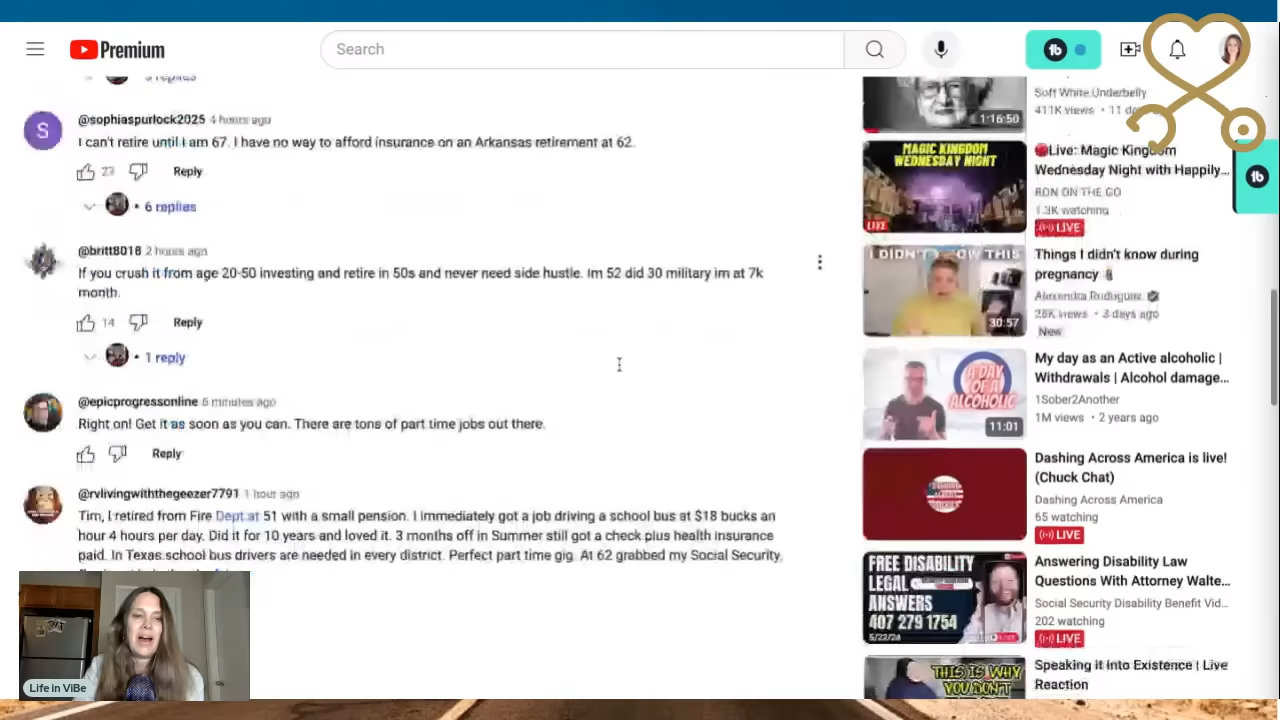 Premium
Search
3 replies
@sophiaspurlock2025 4 hours ago
I can't retire until I am 67. I have no way to afford insurance on an Arkansas retirement at 62.
23
Reply
6 replies
@britt8018 2 hours ago
If you crush it from age 20-50 investing and retire in 50s and never need side hustle. Im 52 did 30 military im at 7k
month.
14
Reply
1 reply
@epicprogressonline 6 minutes ago
Right on! Get it as soon as you can. There are tons of part time jobs out there.
Reply
@rvlivingwiththegeezer7791 1 hour ago
Tim, I retired from Fire Dept at 51 with a small pension. I immediately got a job driving a school bus at $18 bucks an
hour 4 hours per day. Did it for 10 years and loved it. 3 months off in Summer still got a check plus health insurance
paid. In Texas school bus drivers are needed in every district. Perfect part time gig. At 62 grabbed my Social Security.
Life in ViBe
1:16:50
Soft White Underbelly
411K views • 11
MAGIC KINGDOM
WEDNESDAY NIGHT
LIVE
Live: Magic Kingdom
Wednesday Night with Happily...
RON ON THE GO
1.3K watching
LIVE
I DIDN'T KNOW THIS
30:57
Things I didn't know during
pregnancy
28K views • 3 days ago
New
A DAY
OF A
ALCOHOLIC
11:01
My day as an Active alcoholic |
Withdrawals | Alcohol damage...
1Sober2Another
1M views • 2 years ago
Dashing Across America is live!
(Chuck Chat)
Dashing Across America
65 watching
LIVE
FREE DISABILITY
LEGAL
ANSWERS
407 279 1754
5/22/24
Answering Disability Law
Questions With Attorney Walte...
Social Security Disability Benefit Vid...
202 watching
LIVE
THIS IS WHY
YOU DON'T
Speaking it Into Existence | Live
Reaction